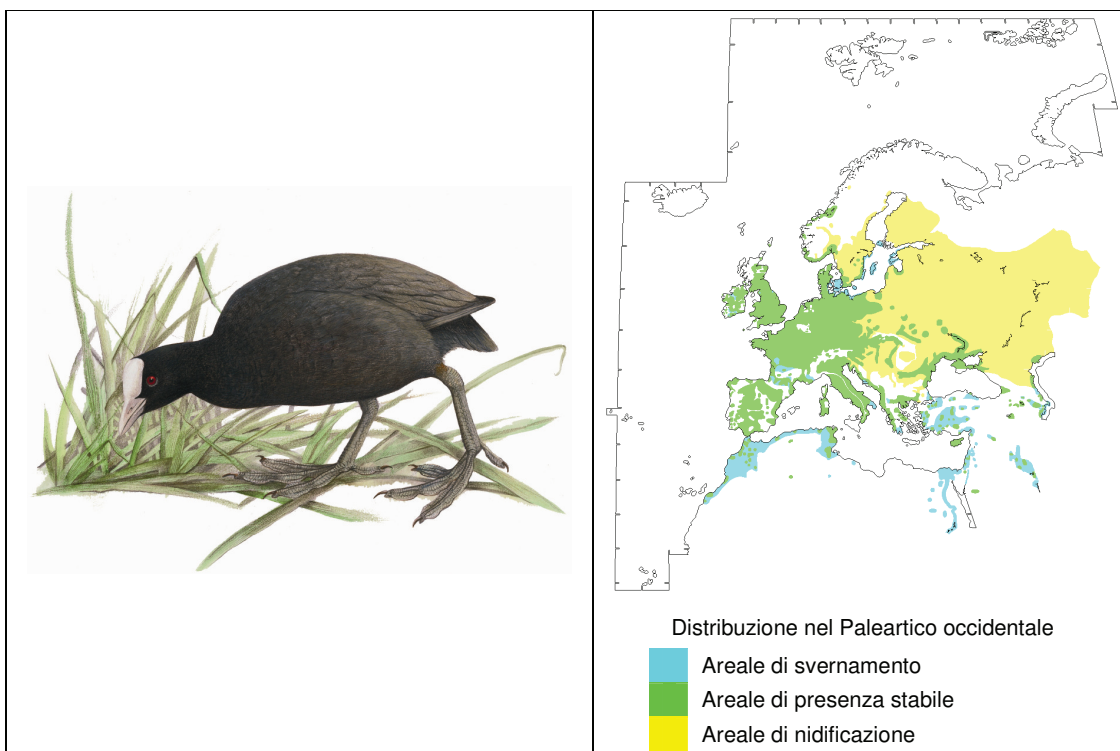 Distribuzione nel Paleartico occidentale
Areale di svernamento
Areale di presenza stabile
Areale di nidificazione